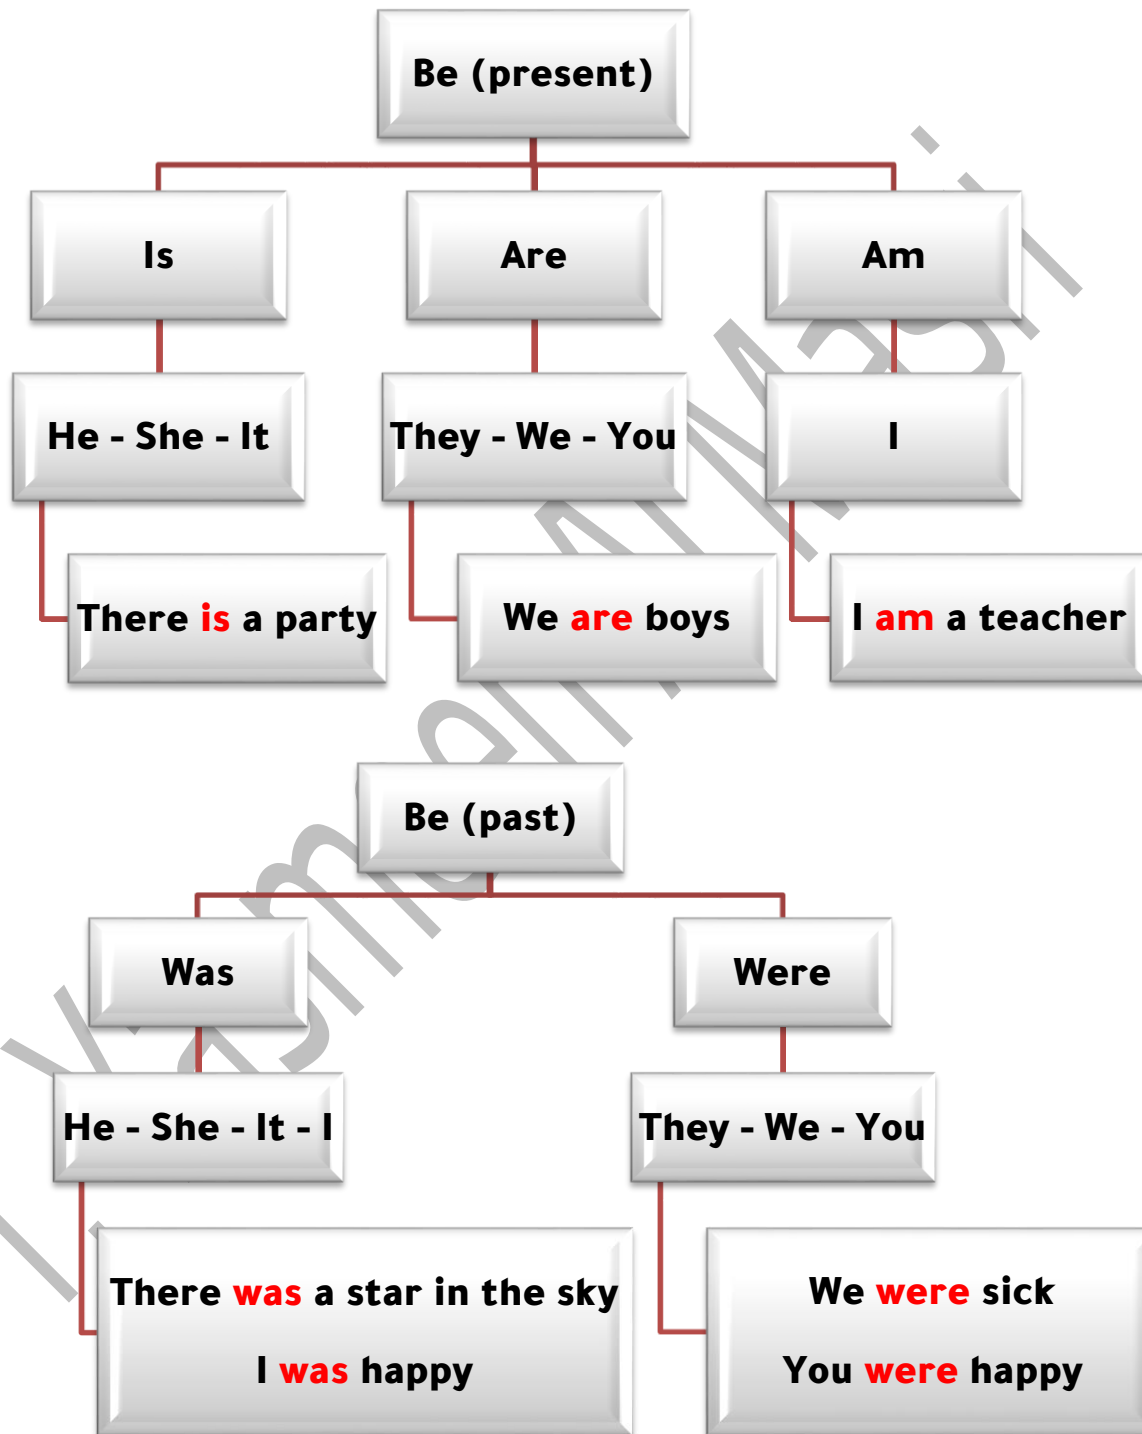 Be (present)
Is
Are
Am
He - She - It
They - We - You
I
There is a party
We are boys
I am a teacher
Be (past)
Was
Were
He - She - It - I
They - We - You
There was a star in the sky
I was happy
We were sick
You were happy